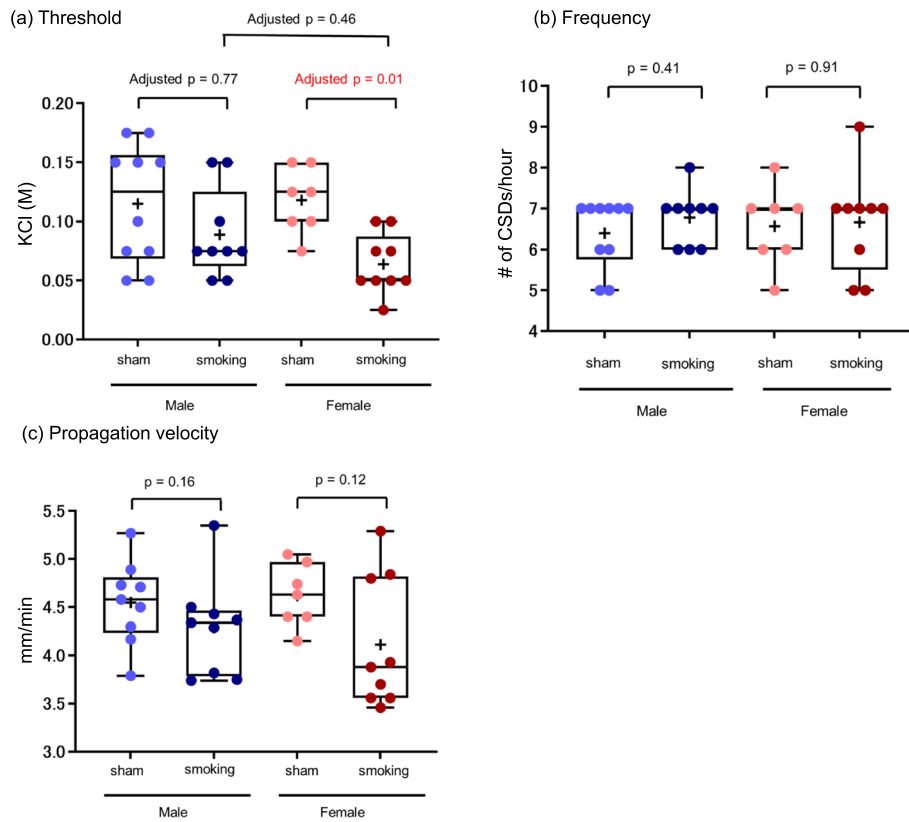 (a) Threshold
Adjusted p = 0.46
Adjusted p = 0.77
Adjusted p = 0.01
KCl (M)
0.20
0.15
0.10
0.05
0.00
sham
smoking
sham
smoking
Male
Female
(b) Frequency
p = 0.41
p = 0.91
# of CSDs/hour
10
9
8
7
6
5
4
sham
smoking
sham
smoking
Male
Female
(c) Propagation velocity
p = 0.16
p = 0.12
mm/min
5.5
5.0
4.5
4.0
3.5
3.0
sham
smoking
sham
smoking
Male
Female